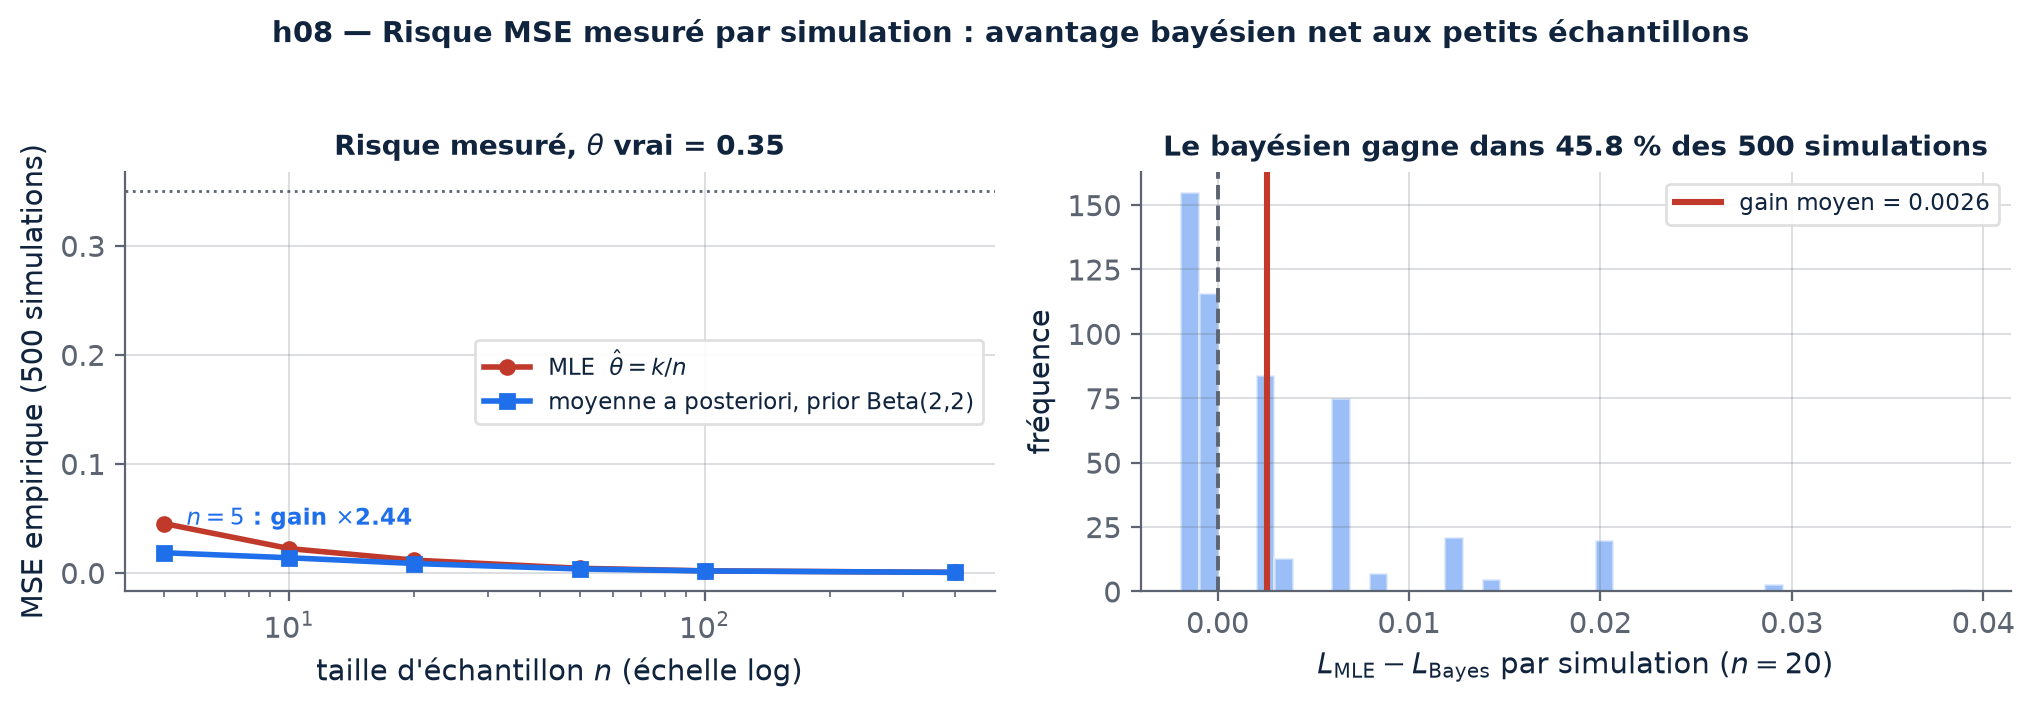 h08 — Risque MSE mesuré par simulation : avantage bayésien net aux petits échantillons
Risque mesuré, θ vrai = 0.35
MSE empirique (500 simulations)
0.3
0.2
0.1
0.0
MLE θ̂ = k/n
moyenne a posteriori, prior Beta(2,2)
n = 5 : gain ×2.44
10¹
10²
taille d'échantillon n (échelle log)
Le bayésien gagne dans 45.8 % des 500 simulations
fréquence
150
125
100
75
50
25
0
gain moyen = 0.0026
0.00
0.01
0.02
0.03
0.04
L_MLE − L_Bayes par simulation (n = 20)